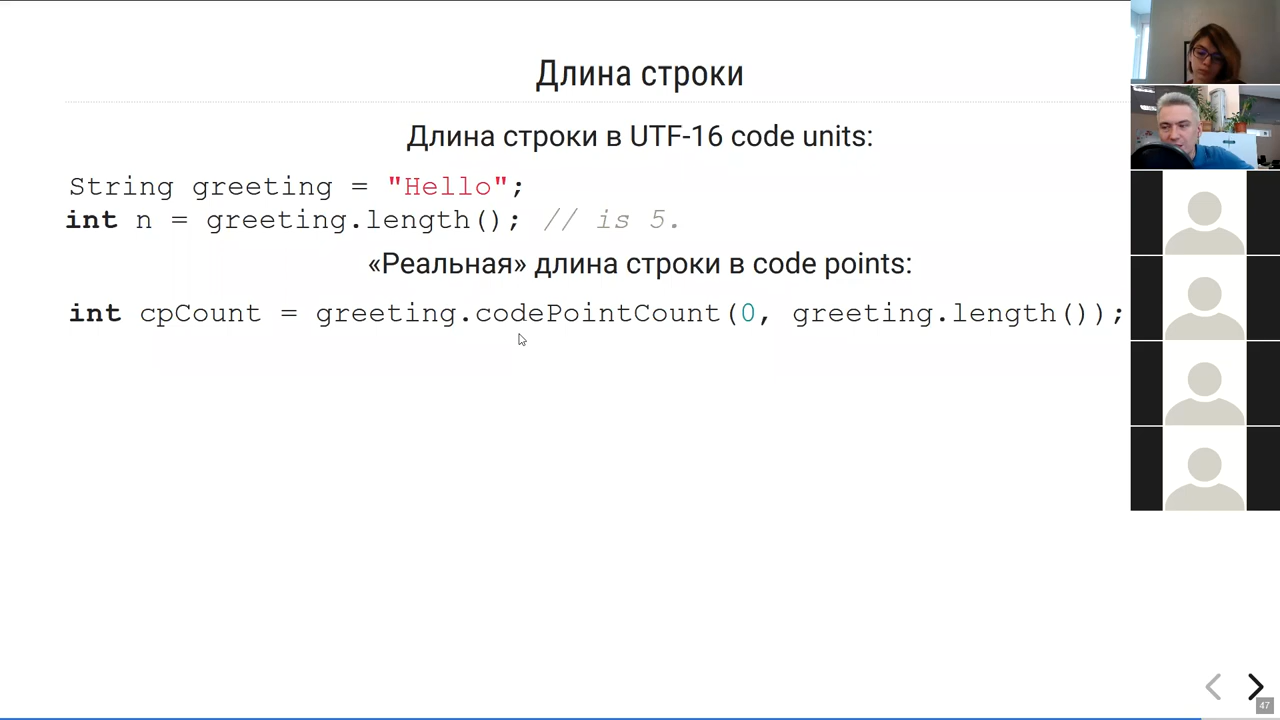 Длина строки
Длина строки в UTF-16 code units:
String greeting = "Hello";
int n = greeting.length(); // is 5.
«Реальная» длина строки в code points:
int cpCount = greeting.codePointCount(0, greeting.length());
47